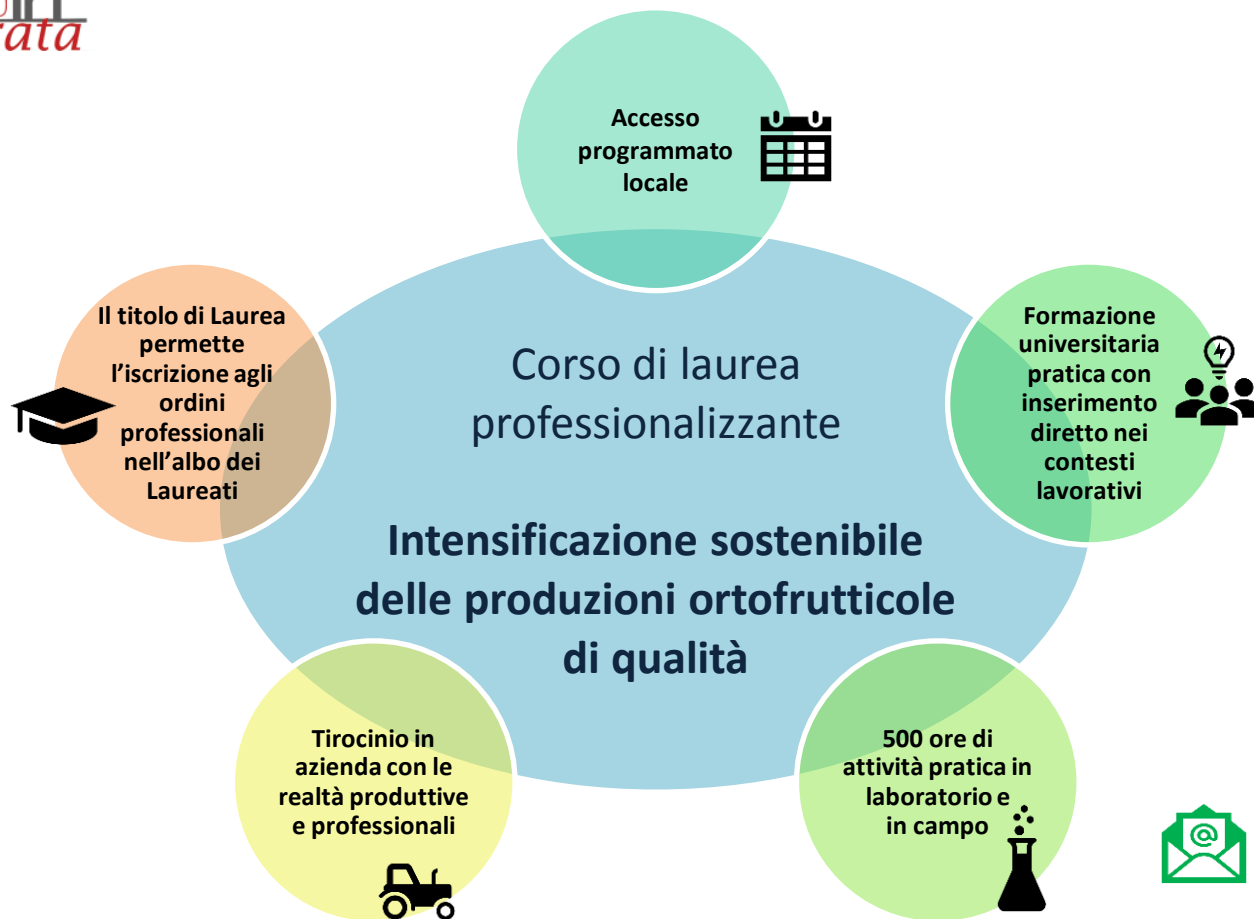 rata
Accesso
programmato
locale
Il titolo di Laurea
permette
l'iscrizione agli
ordini
professionali
nell'albo dei
Laureati
Corso di laurea
professionalizzante
Intensificazione sostenibile
delle produzioni ortofrutticole
di qualità
Formazione
universitaria
pratica con
inserimento
diretto nei
contesti
lavorativi
Tirocinio in
azienda con le
realtà produttive
e professionali
500 ore di
attività pratica in
laboratorio e
in campo
@